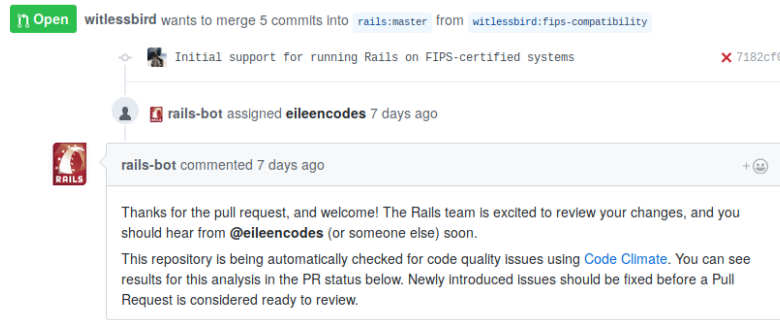 Open witlessbird wants to merge 5 commits into rails:master from witlessbird:fips-compatibility
Initial support for running Rails on FIPS-certified systems 7182cf0
rails-bot assigned eileencodes 7 days ago
RAILS
rails-bot commented 7 days ago
Thanks for the pull request, and welcome! The Rails team is excited to review your changes, and you
should hear from @eileencodes (or someone else) soon.
This repository is being automatically checked for code quality issues using Code Climate. You can see
results for this analysis in the PR status below. Newly introduced issues should be fixed before a Pull
Request is considered ready to review.